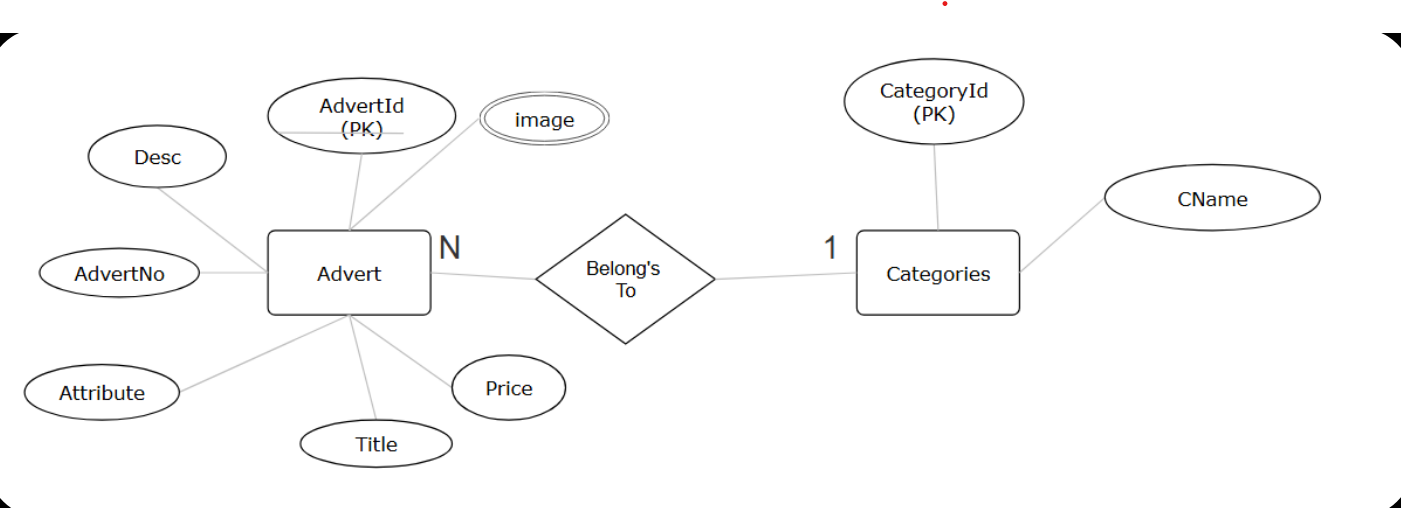 AdvertId
(PK)
image
CategoryId
(PK)
Desc
CName
AdvertNo
Advert
N
Belong's
To
1
Categories
Attribute
Price
Title